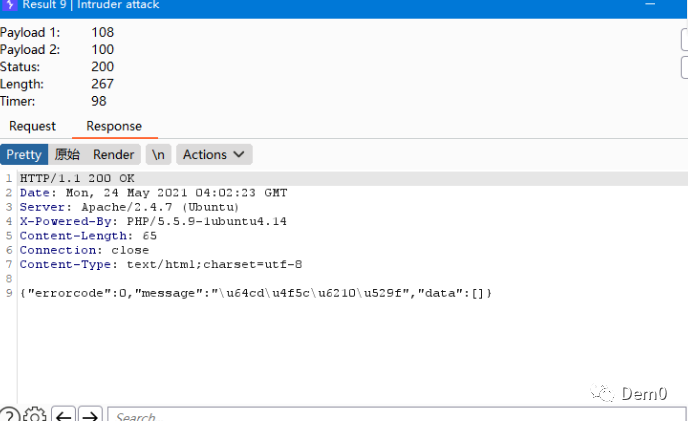 Result 9 | Intruder attack
Payload 1: 108
Payload 2: 100
Status: 200
Length: 267
Timer: 98
Request Response
Pretty 原始 Render \n Actions
1 HTTP/1.1 200 OK
2 Date: Mon, 24 May 2021 04:02:23 GMT
3 Server: Apache/2.4.7 (Ubuntu)
4 X-Powered-By: PHP/5.5.9-1ubuntu4.14
5 Content-Length: 65
6 Connection: close
7 Content-Type: text/html;charset=utf-8
8
9 {"errorcode":0,"message":"\u64cd\u4f5c\u6210\u529f","data":[]}
Dem0
? Search